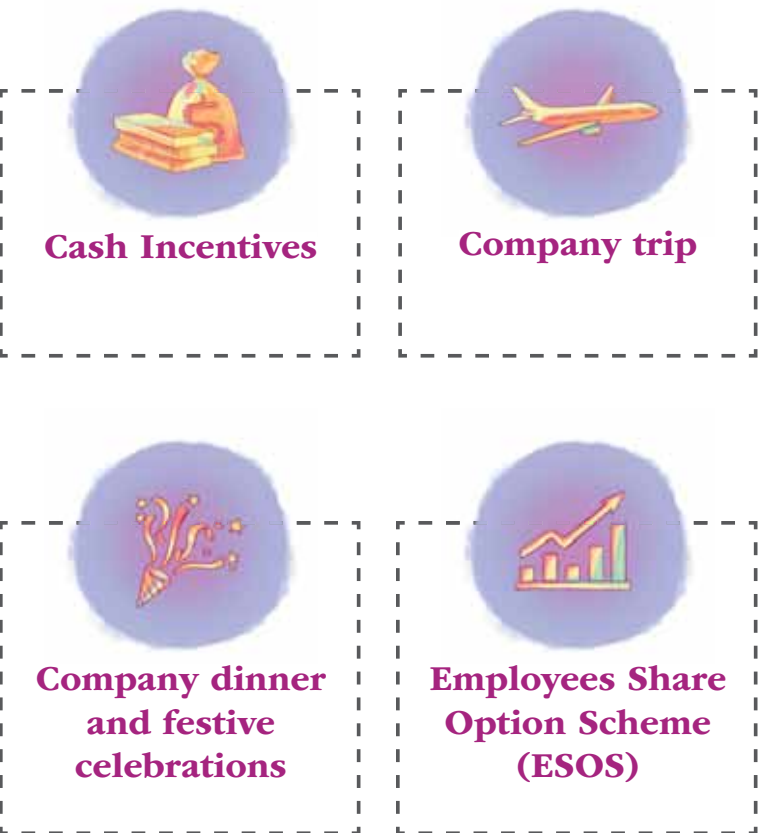 Cash Incentives
Company trip
Company dinner
and festive
celebrations
Employees Share
Option Scheme
(ESOS)